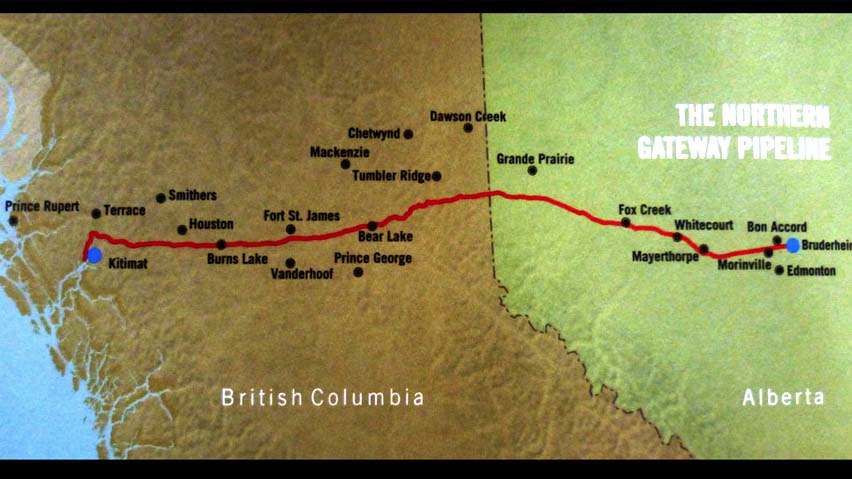 THE NORTHERN
GATEWAY PIPELINE
Dawson Creek
Chetwynd
Mackenzie
Grande Prairie
Tumbler Ridge
Smithers
Prince Rupert
Terrace
Fort St. James
Fox Creek
Houston
Whitecourt
Bon Accord
Bear Lake
Bruderheim
Burns Lake
Prince George
Mayerthorpe
Morinville
Kitimat
Vanderhoof
Edmonton
British Columbia
Alberta